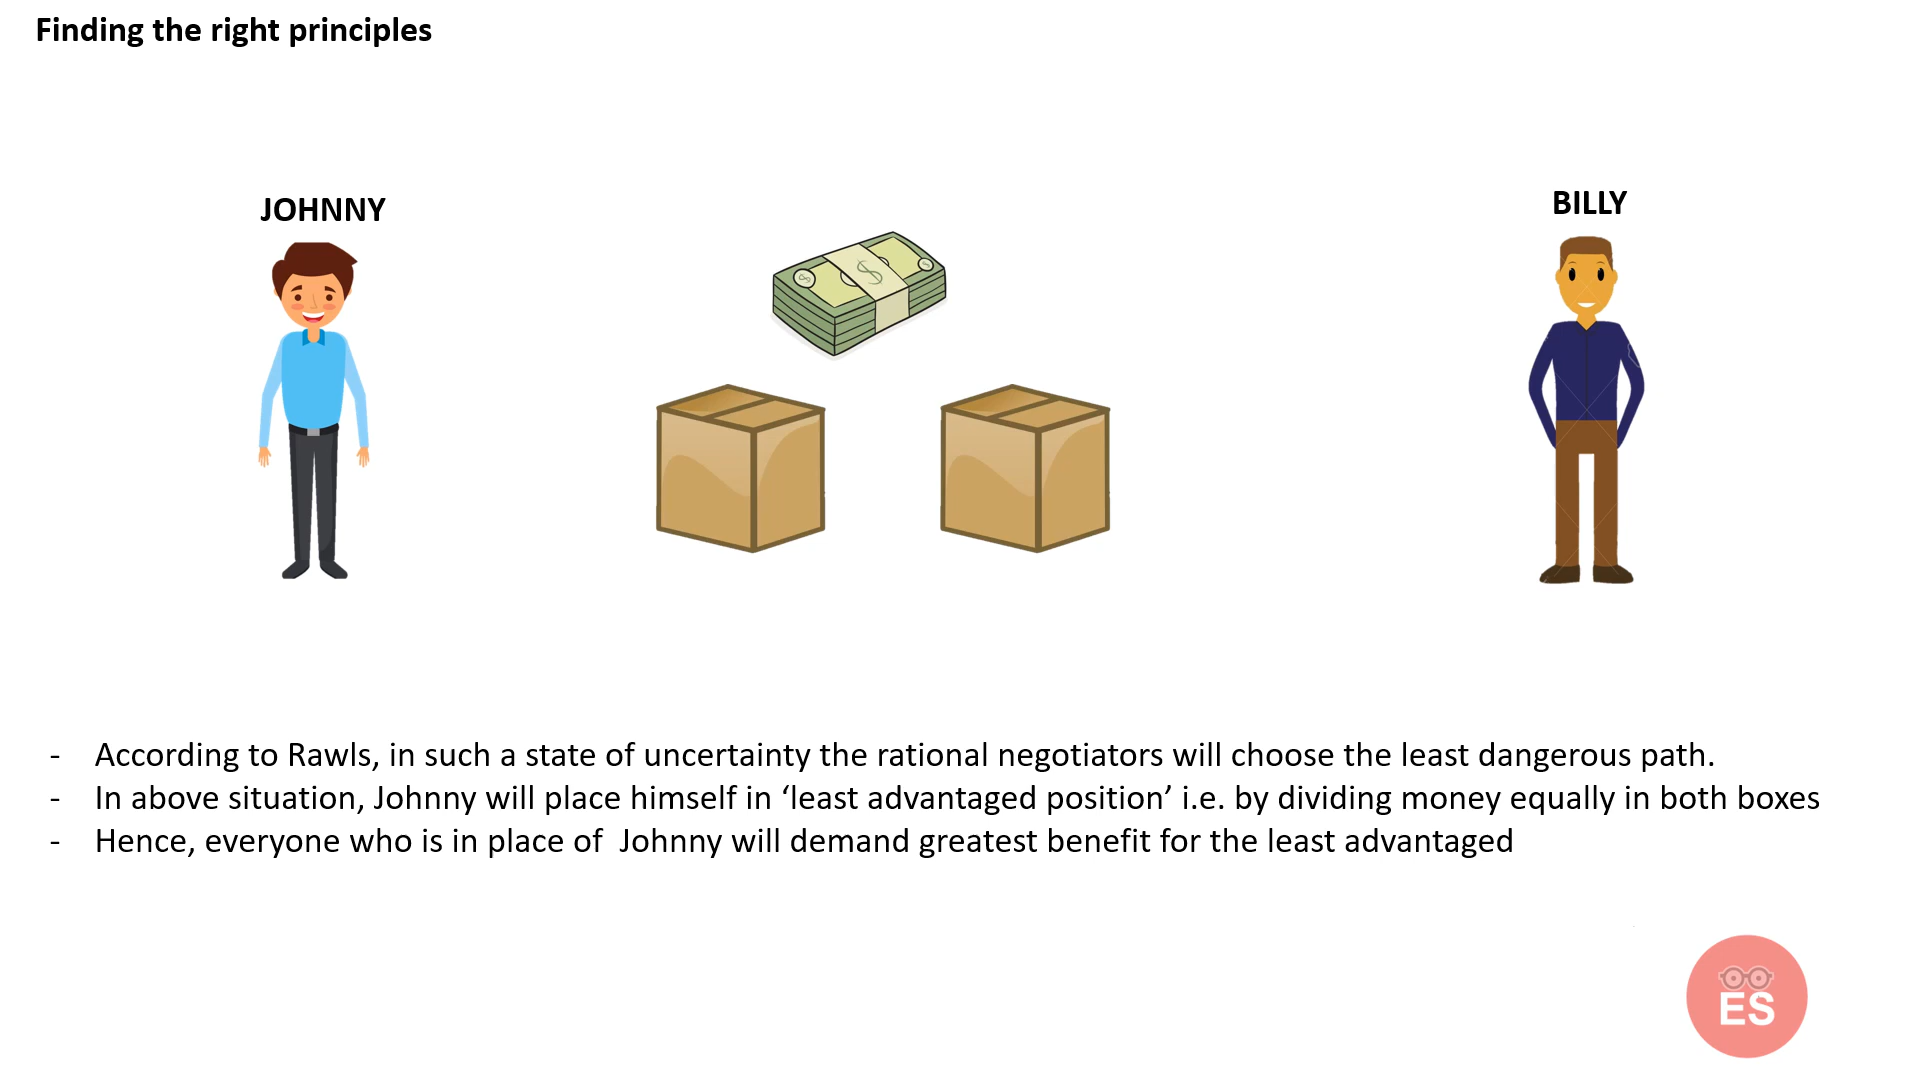 Finding the right principles
JOHNNY
BILLY
- According to Rawls, in such a state of uncertainty the rational negotiators will choose the least dangerous path.
- In above situation, Johnny will place himself in ‘least advantaged position’ i.e. by dividing money equally in both boxes
- Hence, everyone who is in place of  Johnny will demand greatest benefit for the least advantaged
ES